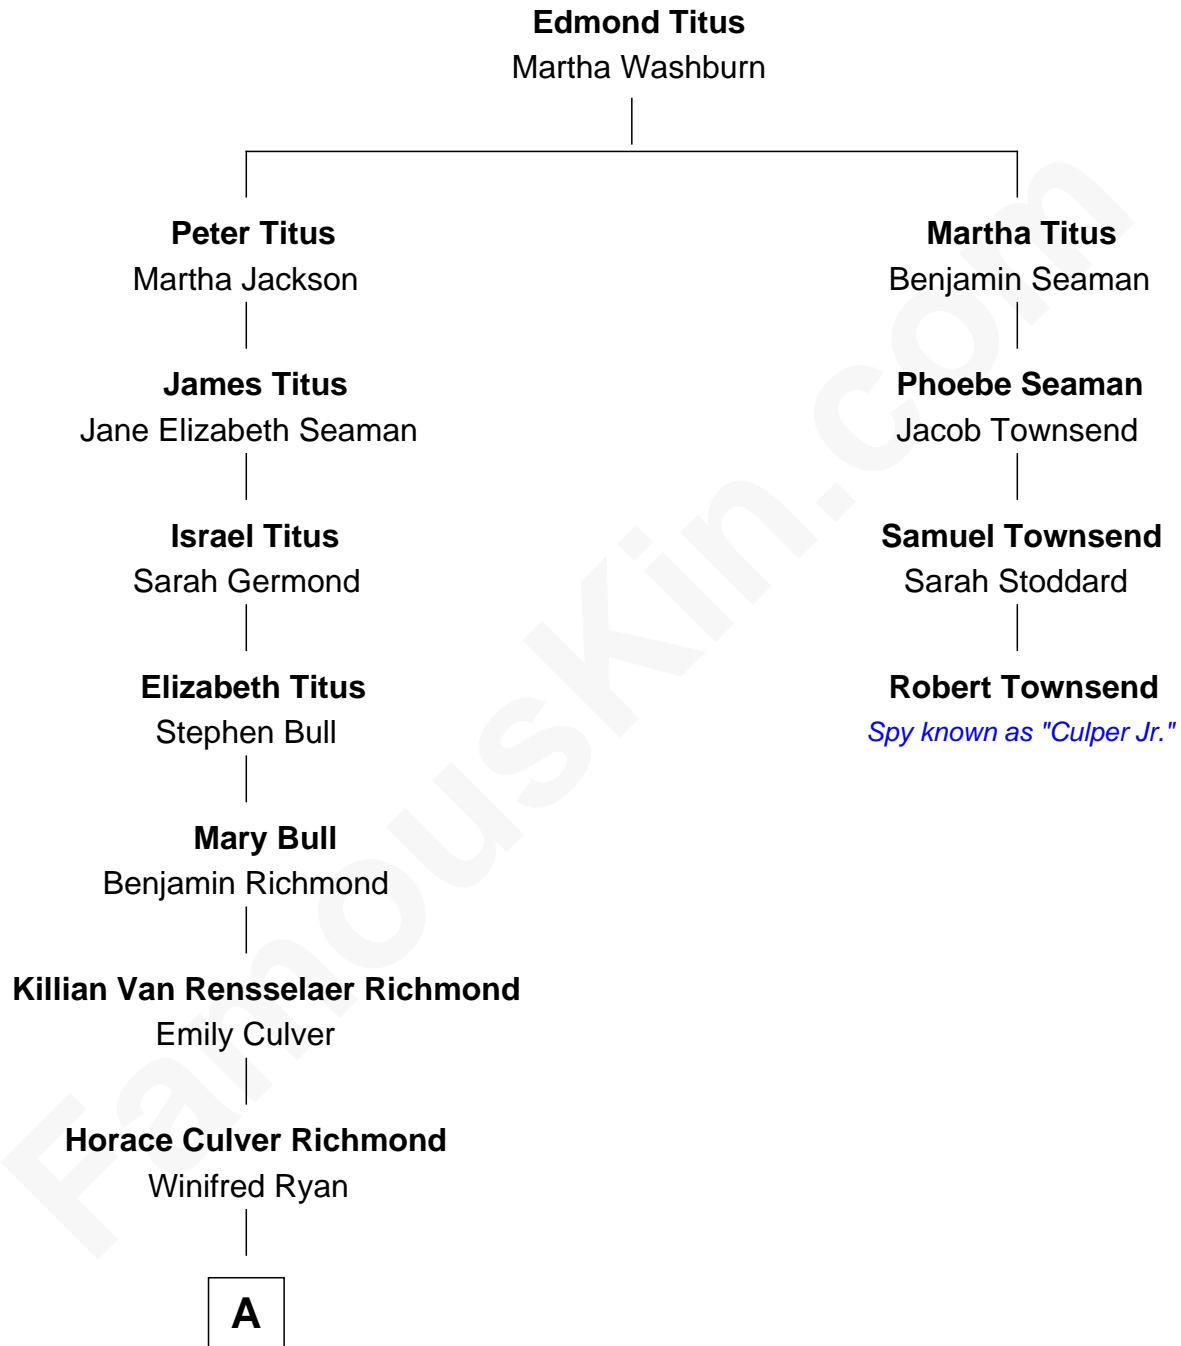 Edmond Titus
Martha Washburn
Peter Titus
Martha Jackson
James Titus
Jane Elizabeth Seaman
Israel Titus
Sarah Germond
Elizabeth Titus
Stephen Bull
Mary Bull
Benjamin Richmond
Killian Van Rensselaer Richmond
Emily Culver
Horace Culver Richmond
Winifred Ryan
A
Martha Titus
Benjamin Seaman
Phoebe Seaman
Jacob Townsend
Samuel Townsend
Sarah Stoddard
Robert Townsend
Spy known as "Culper Jr."
FamousKin.com